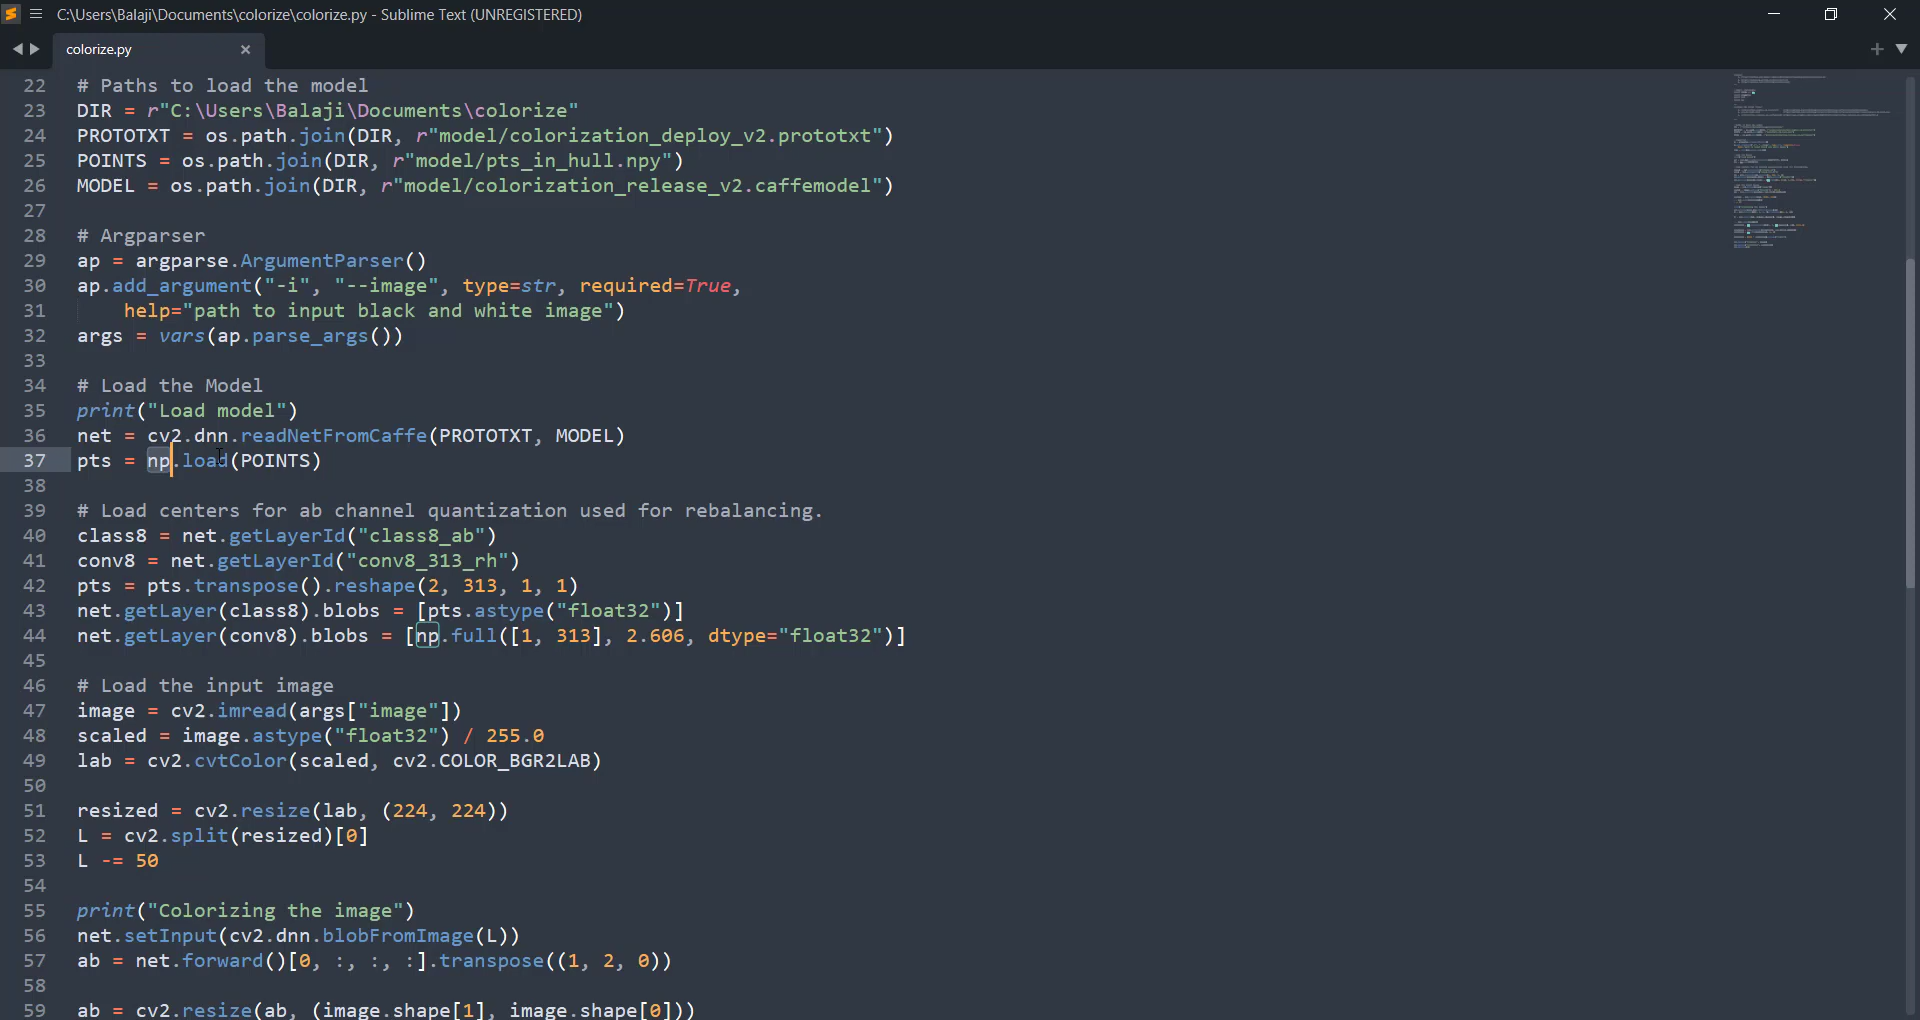 C:\Users\Balaji\Documents\colorize\colorize.py - Sublime Text (UNREGISTERED)
colorize.py
22 # Paths to load the model
23 DIR = r"C:\Users\Balaji\Documents\colorize"
24 PROTOTXT = os.path.join(DIR, r"model/colorization_deploy_v2.prototxt")
25 POINTS = os.path.join(DIR, r"model/pts_in_hull.npy")
26 MODEL = os.path.join(DIR, r"model/colorization_release_v2.caffemodel")
27
28 # Argparser
29 ap = argparse.ArgumentParser()
30 ap.add_argument("-i", "--image", type=str, required=True,
31 help="path to input black and white image")
32 args = vars(ap.parse_args())
33
34 # Load the Model
35 print("Load model")
36 net = cv2.dnn.readNetFromCaffe(PROTOTXT, MODEL)
37 pts = np.load(POINTS)
38
39 # Load centers for ab channel quantization used for rebalancing.
40 class8 = net.getLayerId("class8_ab")
41 conv8 = net.getLayerId("conv8_313_rh")
42 pts = pts.transpose().reshape(2, 313, 1, 1)
43 net.getLayer(class8).blobs = [pts.astype("float32")]
44 net.getLayer(conv8).blobs = [np.full([1, 313], 2.606, dtype="float32")]
45
46 # Load the input image
47 image = cv2.imread(args["image"])
48 scaled = image.astype("float32") / 255.0
49 lab = cv2.cvtColor(scaled, cv2.COLOR_BGR2LAB)
50
51 resized = cv2.resize(lab, (224, 224))
52 L = cv2.split(resized)[0]
53 L -= 50
54
55 print("Colorizing the image")
56 net.setInput(cv2.dnn.blobFromImage(L))
57 ab = net.forward()[0, :, :, :].transpose((1, 2, 0))
58
59 ab = cv2.resize(ab, (image.shape[1], image.shape[0]))